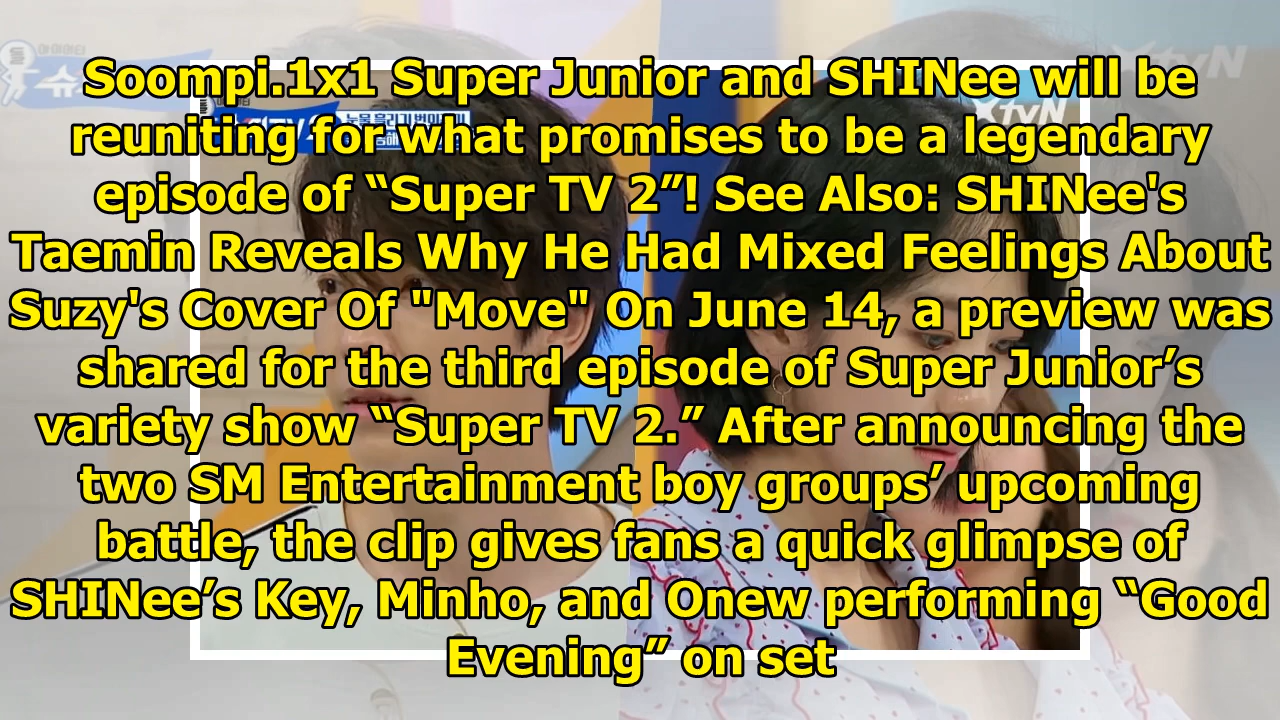 Soompi.1x1 Super Junior and SHINee will be
reuniting for what promises to be a legendary
episode of “Super TV 2”! See Also: SHINee's
Taemin Reveals Why He Had Mixed Feelings About
Suzy's Cover Of "Move" On June 14, a preview was
shared for the third episode of Super Junior’s
variety show “Super TV 2.” After announcing the
two SM Entertainment boy groups’ upcoming
battle, the clip gives fans a quick glimpse of
SHINee’s Key, Minho, and Onew performing “Good
Evening” on set
XtvN